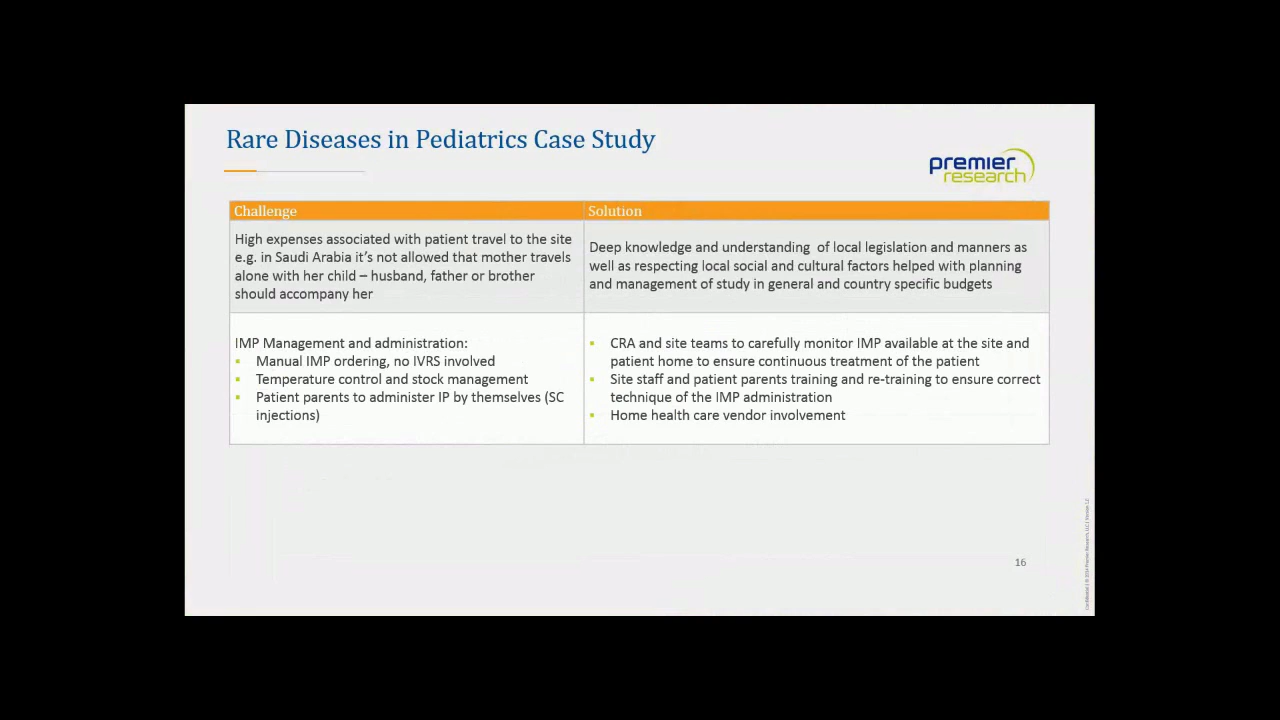 Rare Diseases in Pediatrics Case Study
premier
research
Challenge
Solution
High expenses associated with patient travel to the site
e.g. in Saudi Arabia it’s not allowed that mother travels
alone with her child – husband, father or brother
should accompany her
Deep knowledge and understanding  of local legislation and manners as
well as respecting local social and cultural factors helped with planning
and management of study in general and country specific budgets
IMP Management and administration:
▪ Manual IMP ordering, no IVRS involved
▪ Temperature control and stock management
▪ Patient parents to administer IP by themselves (SC
injections)
▪ CRA and site teams to carefully monitor IMP available at the site and
patient home to ensure continuous treatment of the patient
▪ Site staff and patient parents training and re-training to ensure correct
technique of the IMP administration
▪ Home health care vendor involvement
16